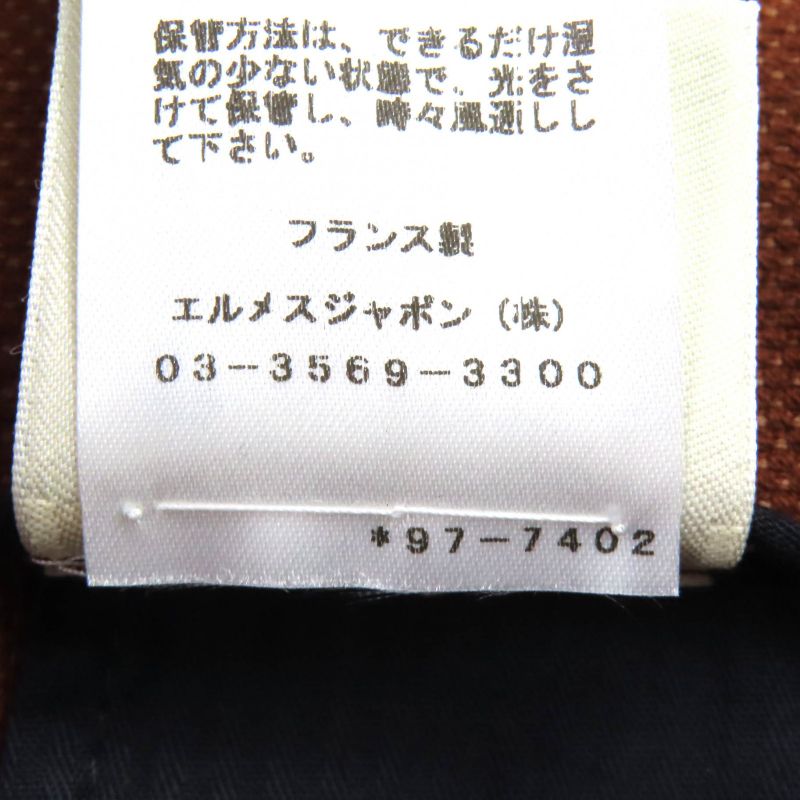 保管方法は、できるだけ湿
気の少ない状態で、光をさ
けて保管し、時々風通しし
て下さい。
フランス製
エルメスジャポン（株）
03-3569-3300
*97-7402